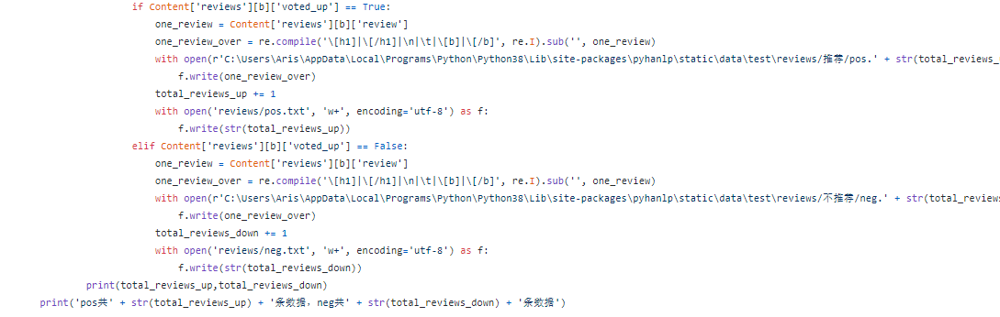 if Content['reviews'][b]['voted_up'] == True:
one_review = Content['reviews'][b]['review']
one_review_over = re.compile('\[h1]|\[/h1]|\n|\t|\[b]|\[/b]', re.I).sub('', one_review)
with open(r'C:\Users\Aris\AppData\Local\Programs\Python\Python38\Lib\site-packages\pyhanlp\static\data\test\reviews/推荐/pos.' + str(total_reviews_
f.write(one_review_over)
total_reviews_up += 1
with open('reviews/pos.txt', 'w+', encoding='utf-8') as f:
f.write(str(total_reviews_up))
elif Content['reviews'][b]['voted_up'] == False:
one_review = Content['reviews'][b]['review']
one_review_over = re.compile('\[h1]|\[/h1]|\n|\t|\[b]|\[/b]', re.I).sub('', one_review)
with open(r'C:\Users\Aris\AppData\Local\Programs\Python\Python38\Lib\site-packages\pyhanlp\static\data\test\reviews/不推荐/neg.' + str(total_reviews
f.write(one_review_over)
total_reviews_down += 1
with open('reviews/neg.txt', 'w+', encoding='utf-8') as f:
f.write(str(total_reviews_down))
print(total_reviews_up,total_reviews_down)
print('pos共' + str(total_reviews_up) + '条数据，neg共' + str(total_reviews_down) + '条数据')